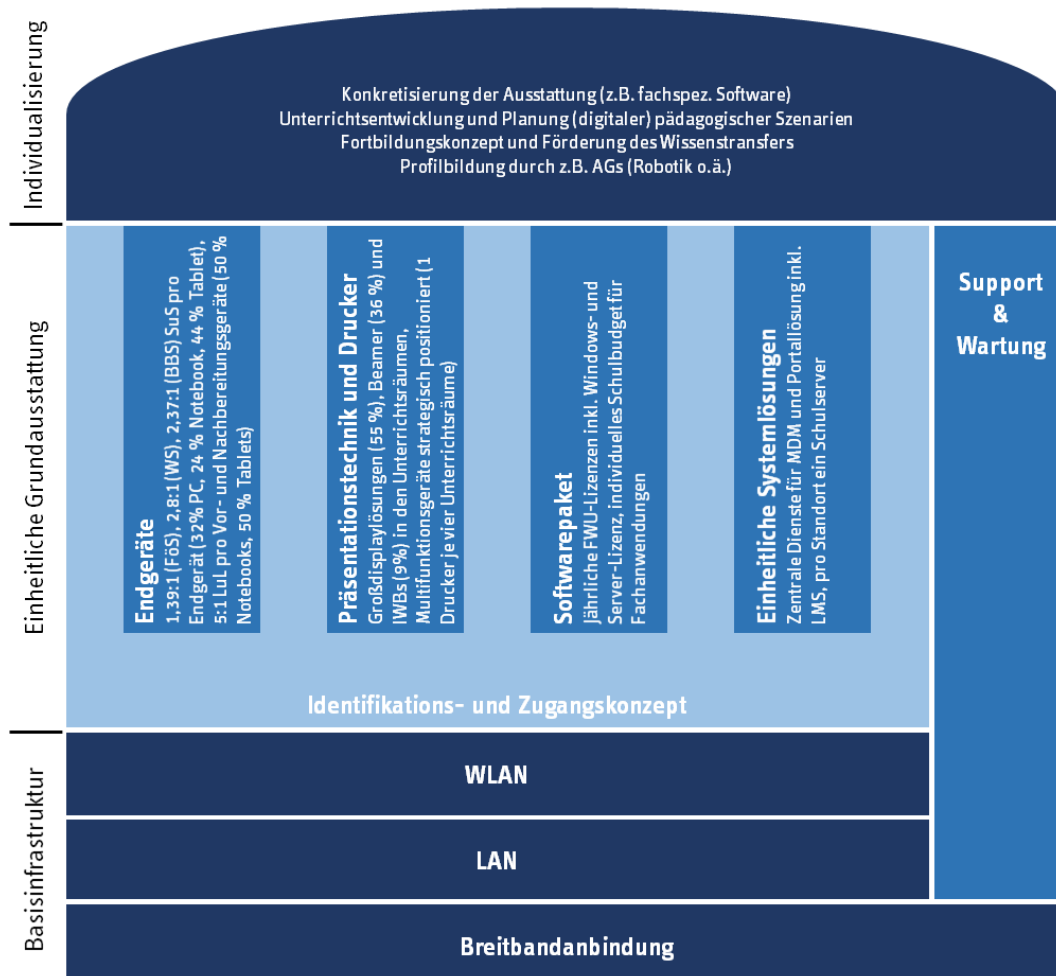 Individualisierung
Konkretisierung der Ausstattung (z.B. fachspez. Software)
Unterrichtsentwicklung und Planung (digitaler) pädagogischer Szenarien
Fortbildungskonzept und Förderung des Wissenstransfers
Profilbildung durch z.B. AGs (Robotik o.ä.)
Einheitliche Grundausstattung
Endgeräte
1,39:1 (FöS), 2,8:1 (WS), 2,37:1 (BBS) SuS pro
Endgerät (32% PC, 24 % Notebook, 44 % Tablet),
5:1 LuL pro Vor- und Nachbereitungsgeräte (50 %
Notebooks, 50 % Tablets)
Präsentationstechnik und Drucker
Großdisplaylösungen (55 %), Beamer (36 %) und
IWBs (9%) in den Unterrichtsräumen,
Multifunktionsgeräte strategisch positioniert (1
Drucker je vier Unterrichtsräume)
Softwarepaket
Jährliche FWU-Lizenzen inkl. Windows- und
Server-Lizenz, individuelles Schulbudget für
Fachanwendungen
Einheitliche Systemlösungen
Zentrale Dienste für MDM und Portallösung inkl.
LMS, pro Standort ein Schulserver
Support
&
Wartung
Identifikations- und Zugangskonzept
Basisinfrastruktur
WLAN
LAN
Breitbandanbindung